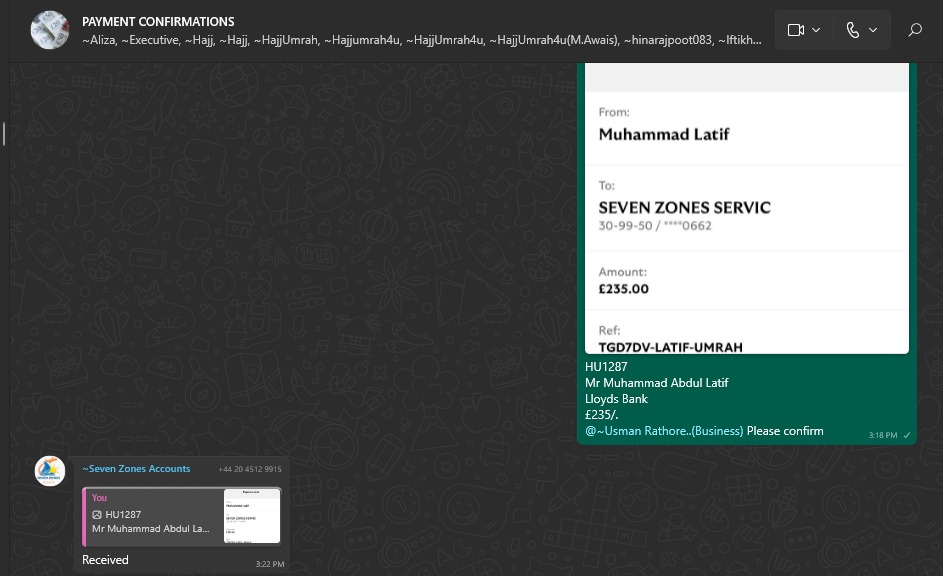 PAYMENT CONFIRMATIONS
~Aliza, ~Executive, ~Hajj, ~Hajj, ~HajjUmrah, ~Hajjumrah4u, ~HajjUmrah4u, ~HajjUmrah4u(M.Awais), ~hinarajpoot083, ~Iftikh...
From:
Muhammad Latif
To:
SEVEN ZONES SERVIC
30-99-50 / ****0662
Amount:
£235.00
Ref:
TGD7DV-LATIF-UMRAH
HU1287
Mr Muhammad Abdul Latif
Lloyds Bank
£235/.
@~Usman Rathore..(Business) Please confirm
3:18 PM
~Seven Zones Accounts +44 20 4512 9915
You
HU1287
Mr Muhammad Abdul La...
Received
3:22 PM